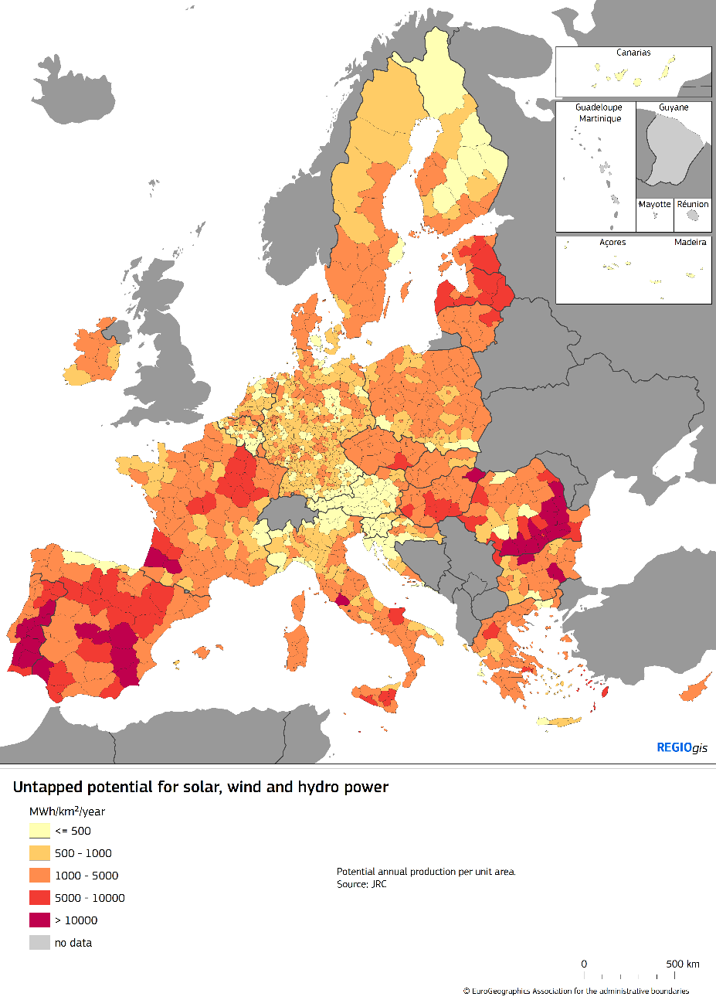 Canarias
Guadeloupe
Martinique
Guyane
Mayotte
Réunion
Açores
Madeira
REGIOgis
Untapped potential for solar, wind and hydro power
MWh/km²/year
<= 500
500 - 1000
1000 - 5000
5000 - 10000
> 10000
no data
Potential annual production per unit area.
Source: JRC
0 500 km
© EuroGeographics Association for the administrative boundaries